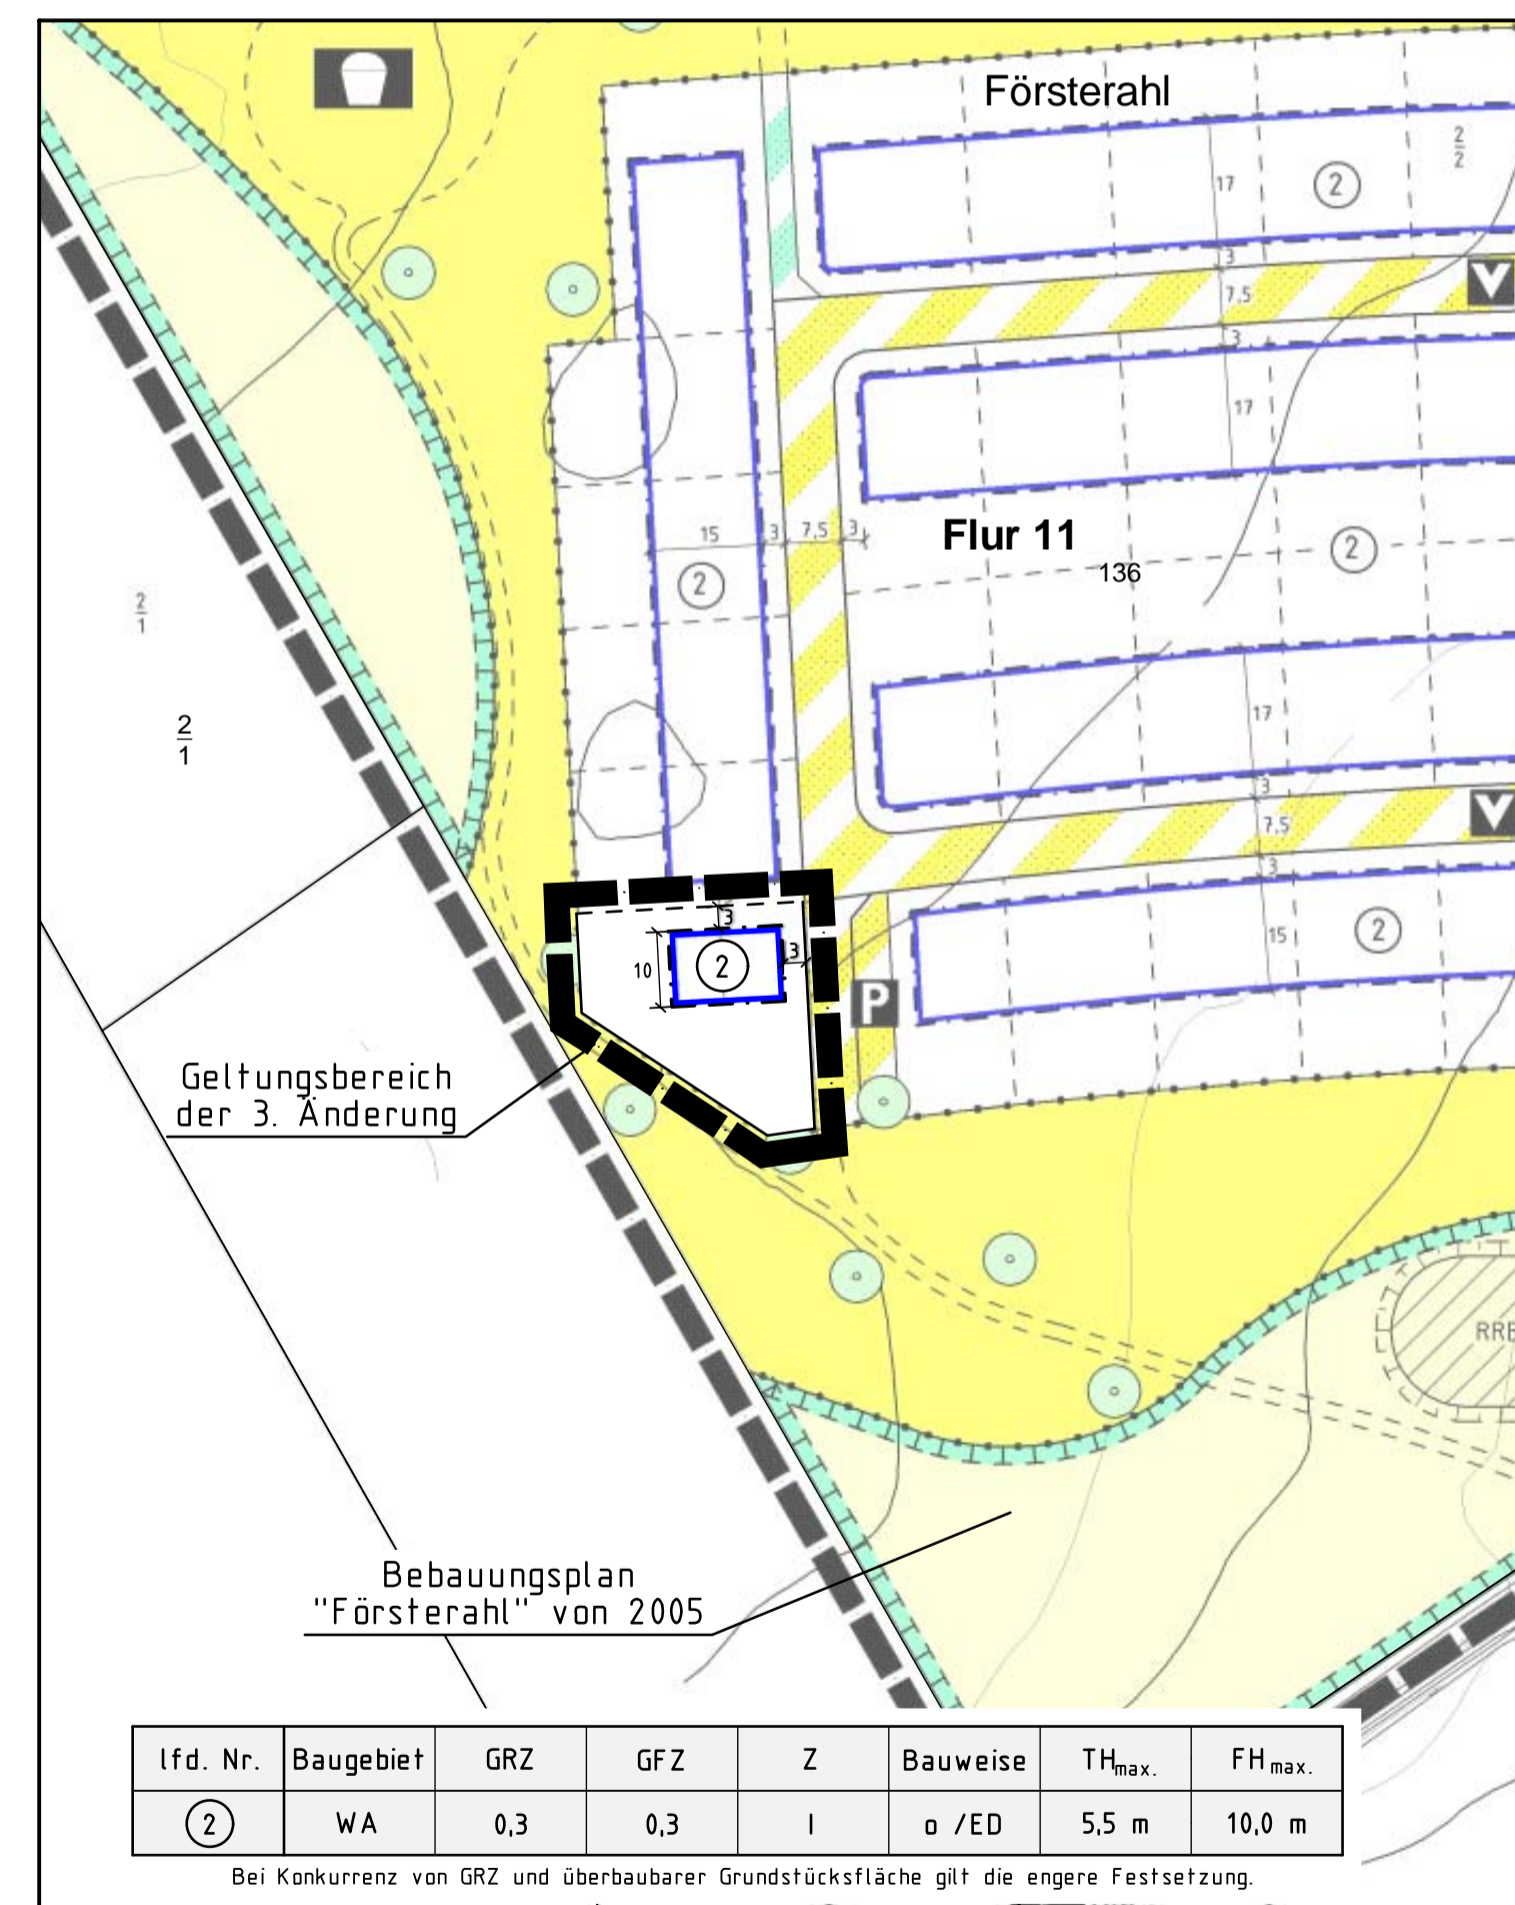 Försterahl
2
2
17
2
3
7,5
V
3
17
15
3
7,5
3
Flur 11
2
136
2
2
1
2
1
17
3
7,5
V
3
3
10
2
3
15
2
P
Geltungsbereich
der 3. Änderung
RRB
Bebauungsplan
"Försterahl" von 2005
lfd. Nr. Baugebiet GRZ GFZ Z Bauweise THmax. FHmax.
2 WA 0,3 0,3 I o /ED 5,5 m 10,0 m
Bei Konkurrenz von GRZ und überbaubarer Grundstücksfläche gilt die engere Festsetzung.